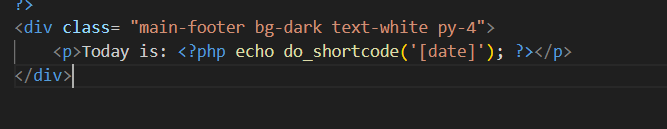 ?>
<div class= "main-footer bg-dark text-white py-4">
    <p>Today is: <?php echo do_shortcode('[date]'); ?></p>
</div>